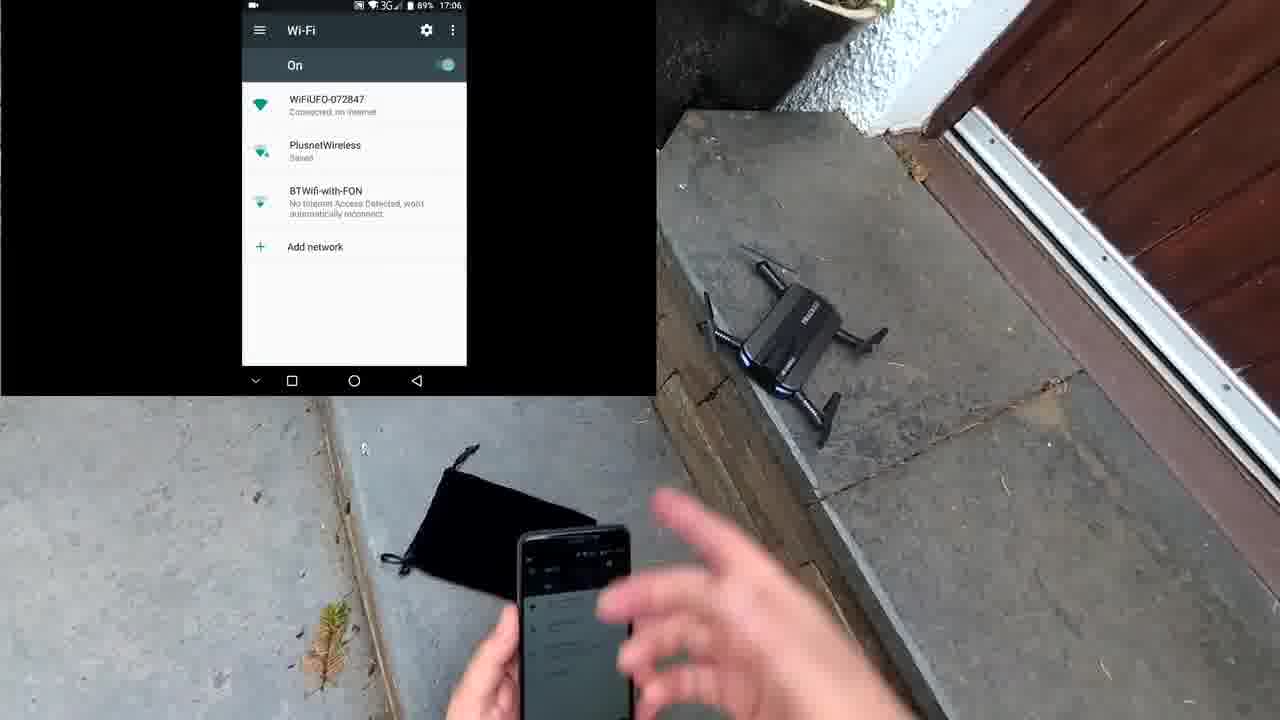 3G 89% 17:06
Wi-Fi
On
WiFiUFO-072847
Connected, no Internet
PlusnetWireless
Saved
BTWifi-with-FON
No Internet Access Detected, won't
automatically reconnect.
Add network